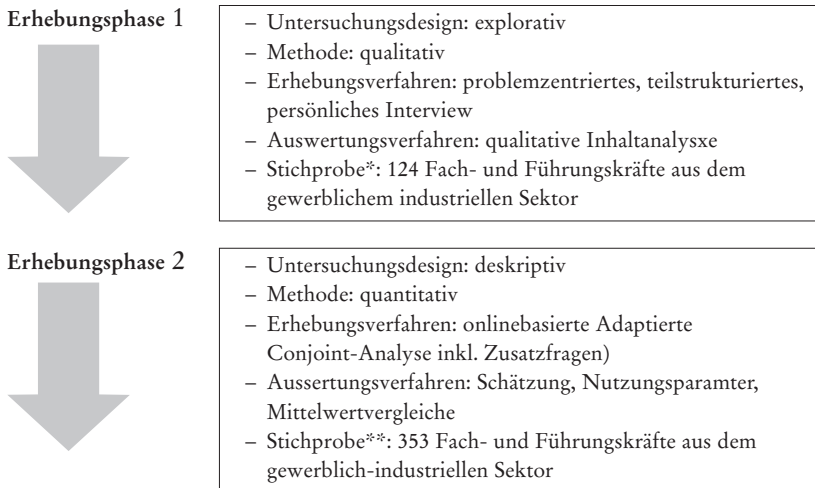 Erhebungsphase 1
– Untersuchungsdesign: explorativ
– Methode: qualitativ
– Erhebungsverfahren: problemzentriertes, teilstrukturiertes,
persönliches Interview
– Auswertungsverfahren: qualitative Inhaltanalysxe
– Stichprobe*: 124 Fach- und Führungskräfte aus dem
gewerblichem industriellen Sektor
Erhebungsphase 2
– Untersuchungsdesign: deskriptiv
– Methode: quantitativ
– Erhebungsverfahren: onlinebasierte Adaptierte
Conjoint-Analyse inkl. Zusatzfragen)
– Aussertungsverfahren: Schätzung, Nutzungsparamter,
Mittelwertvergleiche
– Stichprobe**: 353 Fach- und Führungskräfte aus dem
gewerblich-industriellen Sektor